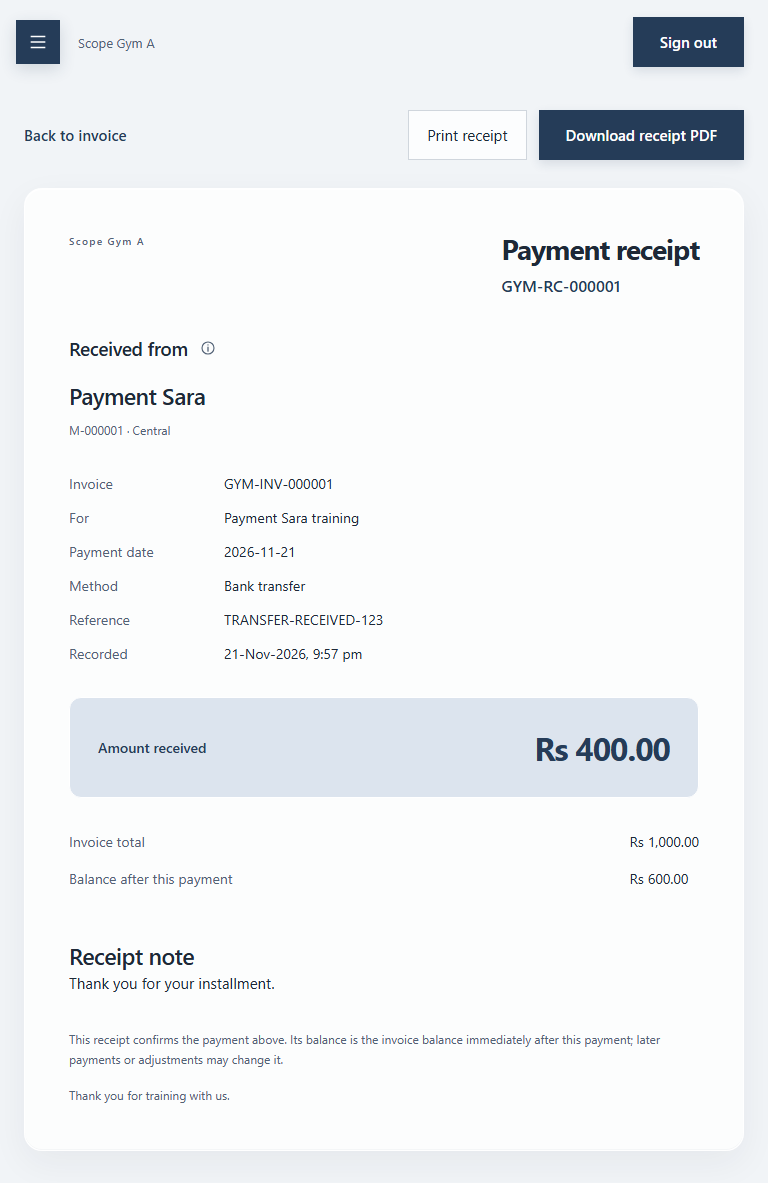 Scope Gym A
Sign out
Back to invoice
Print receipt
Download receipt PDF
Scope Gym A
Payment receipt
GYM-RC-000001
Received from
Payment Sara
M-000001 · Central
Invoice GYM-INV-000001
For Payment Sara training
Payment date 2026-11-21
Method Bank transfer
Reference TRANSFER-RECEIVED-123
Recorded 21-Nov-2026, 9:57 pm
Amount received Rs 400.00
Invoice total Rs 1,000.00
Balance after this payment Rs 600.00
Receipt note
Thank you for your installment.
This receipt confirms the payment above. Its balance is the invoice balance immediately after this payment; later
payments or adjustments may change it.
Thank you for training with us.